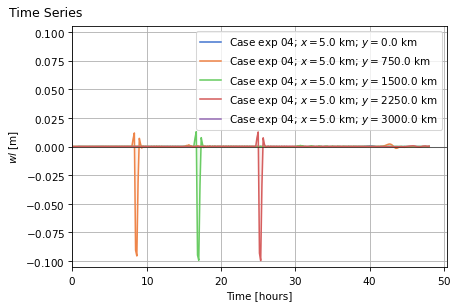 Time Series
0.100
0.075
0.050
0.025
0.000
−0.025
−0.050
−0.075
−0.100
wl [m]
Case exp 04; x = 5.0 km; y = 0.0 km
Case exp 04; x = 5.0 km; y = 750.0 km
Case exp 04; x = 5.0 km; y = 1500.0 km
Case exp 04; x = 5.0 km; y = 2250.0 km
Case exp 04; x = 5.0 km; y = 3000.0 km
0 10 20 30 40 50
Time [hours]